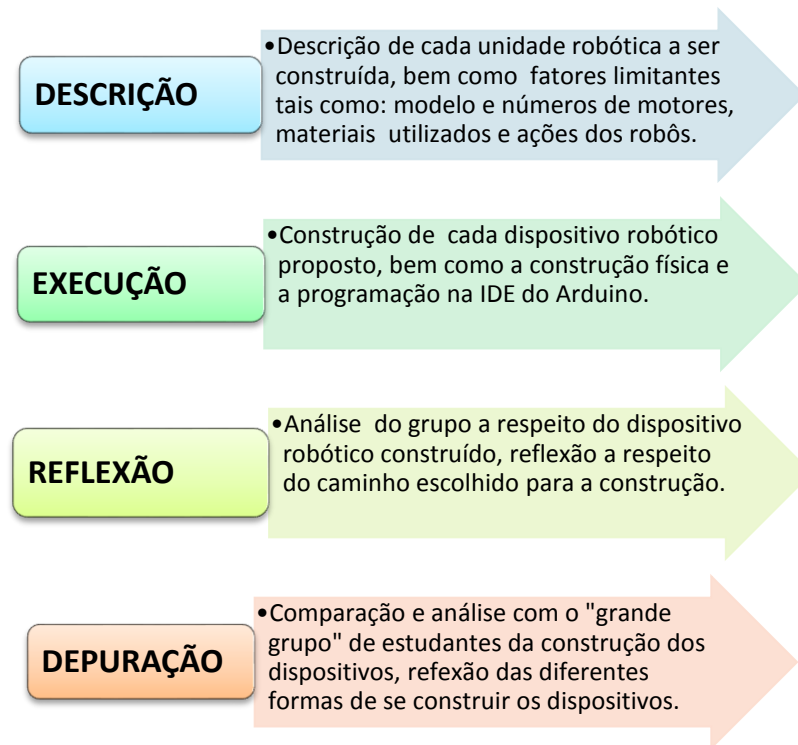 DESCRIÇÃO
•Descrição de cada unidade robótica a ser
construída, bem como fatores limitantes
tais como: modelo e números de motores,
materiais utilizados e ações dos robôs.
EXECUÇÃO
•Construção de cada dispositivo robótico
proposto, bem como a construção física e
a programação na IDE do Arduino.
REFLEXÃO
•Análise do grupo a respeito do dispositivo
robótico construído, reflexão a respeito
do caminho escolhido para a construção.
DEPURAÇÃO
•Comparação e análise com o "grande
grupo" de estudantes da construção dos
dispositivos, refexão das diferentes
formas de se construir os dispositivos.